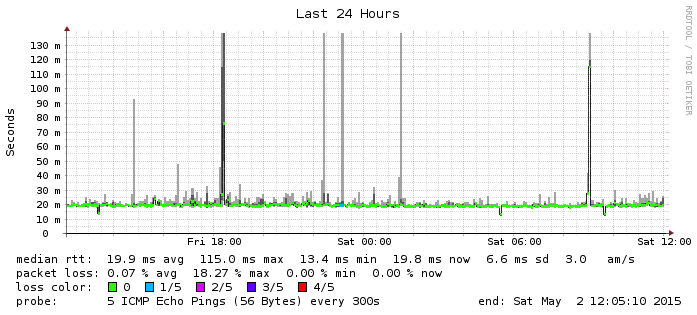 Last 24 Hours
RRDTOOL / TOBI OETIKER
Seconds
130 m
120 m
110 m
100 m
90 m
80 m
70 m
60 m
50 m
40 m
30 m
20 m
10 m
0
Fri 18:00 Sat 00:00 Sat 06:00 Sat 12:00
median rtt: 19.9 ms avg 115.0 ms max 13.4 ms min 19.8 ms now 6.6 ms sd 3.0 am/s
packet loss: 0.07 % avg 18.27 % max 0.00 % min 0.00 % now
loss color: 0 1/5 2/5 3/5 4/5
probe: 5 ICMP Echo Pings (56 Bytes) every 300s end: Sat May 2 12:05:10 2015